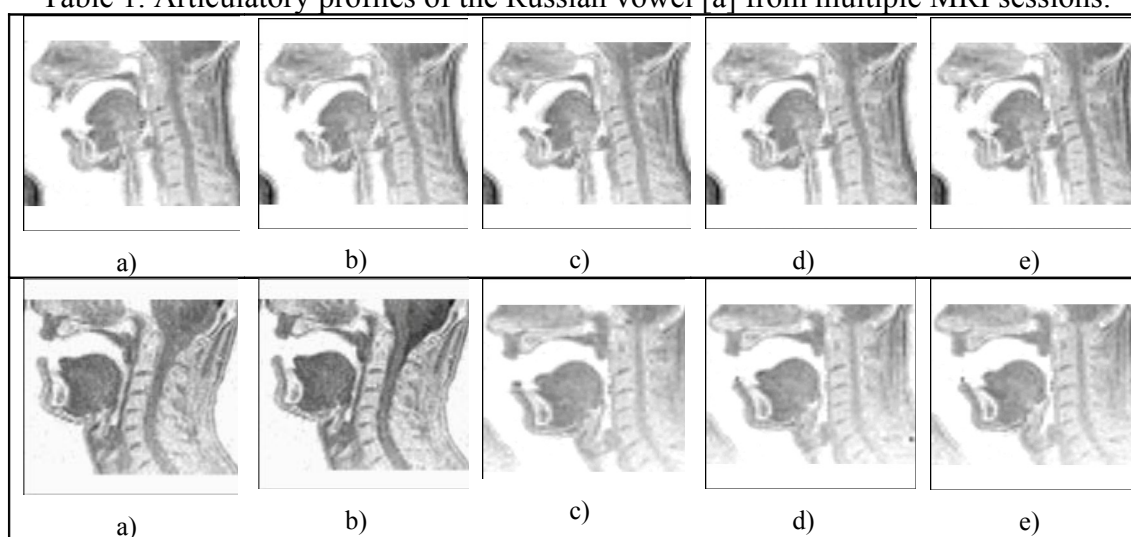 Table 1. Articulatory profiles of the Russian vowel [a] from multiple MRI sessions.
a) b) c) d) e)
a) b) c) d) e)